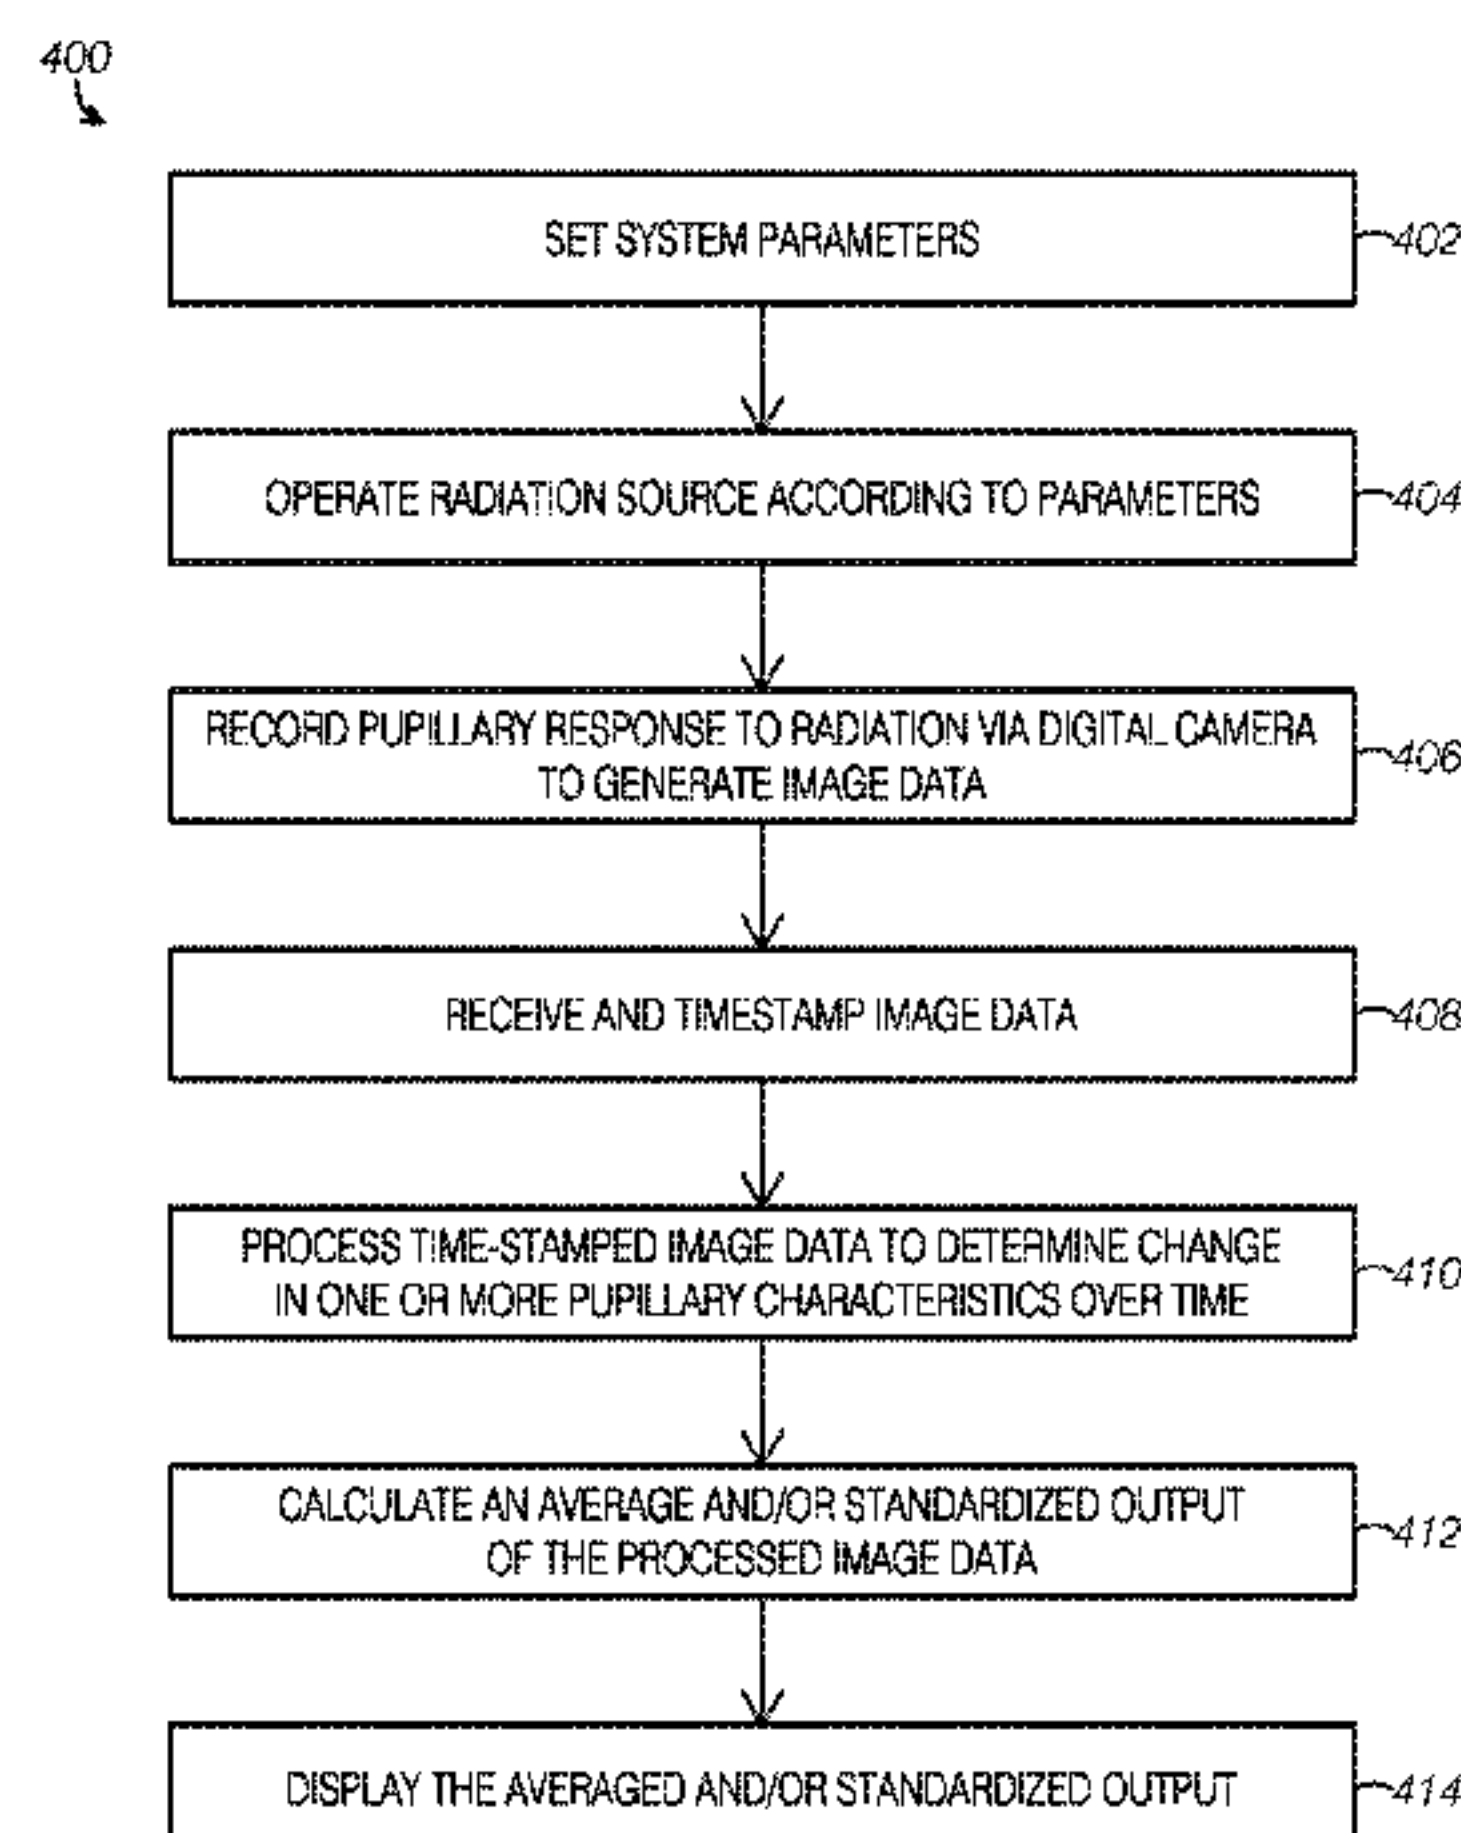 400
SET SYSTEM PARAMETERS
402
OPERATE RADIATION SOURCE ACCORDING TO PARAMETERS
404
RECORD PUPILLARY RESPONSE TO RADIATION VIA DIGITAL CAMERA
TO GENERATE IMAGE DATA
406
RECEIVE AND TIMESTAMP IMAGE DATA
408
PROCESS TIME-STAMPED IMAGE DATA TO DETERMINE CHANGE
IN ONE OR MORE PUPILLARY CHARACTERISTICS OVER TIME
410
CALCULATE AN AVERAGE AND/OR STANDARDIZED OUTPUT
OF THE PROCESSED IMAGE DATA
412
DISPLAY THE AVERAGED AND/OR STANDARDIZED OUTPUT
414